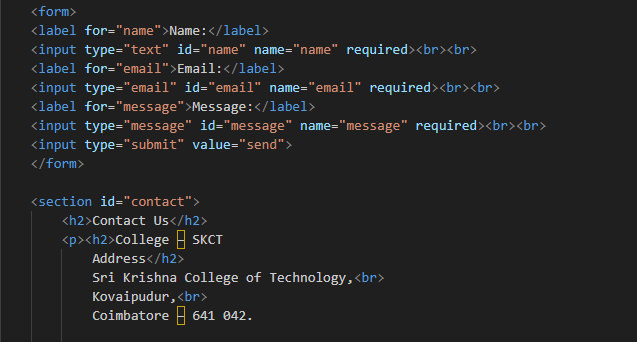 <form>
<label for="name">Name:</label>
<input type="text" id="name" name="name" required><br><br>
<label for="email">Email:</label>
<input type="email" id="email" name="email" required><br><br>
<label for="message">Message:</label>
<input type="message" id="message" name="message" required><br><br>
<input type="submit" value="send">
</form>
<section id="contact">
<h2>Contact Us</h2>
<p><h2>College – SKCT
Address</h2>
Sri Krishna College of Technology,<br>
Kovaipudur,<br>
Coimbatore – 641 042.